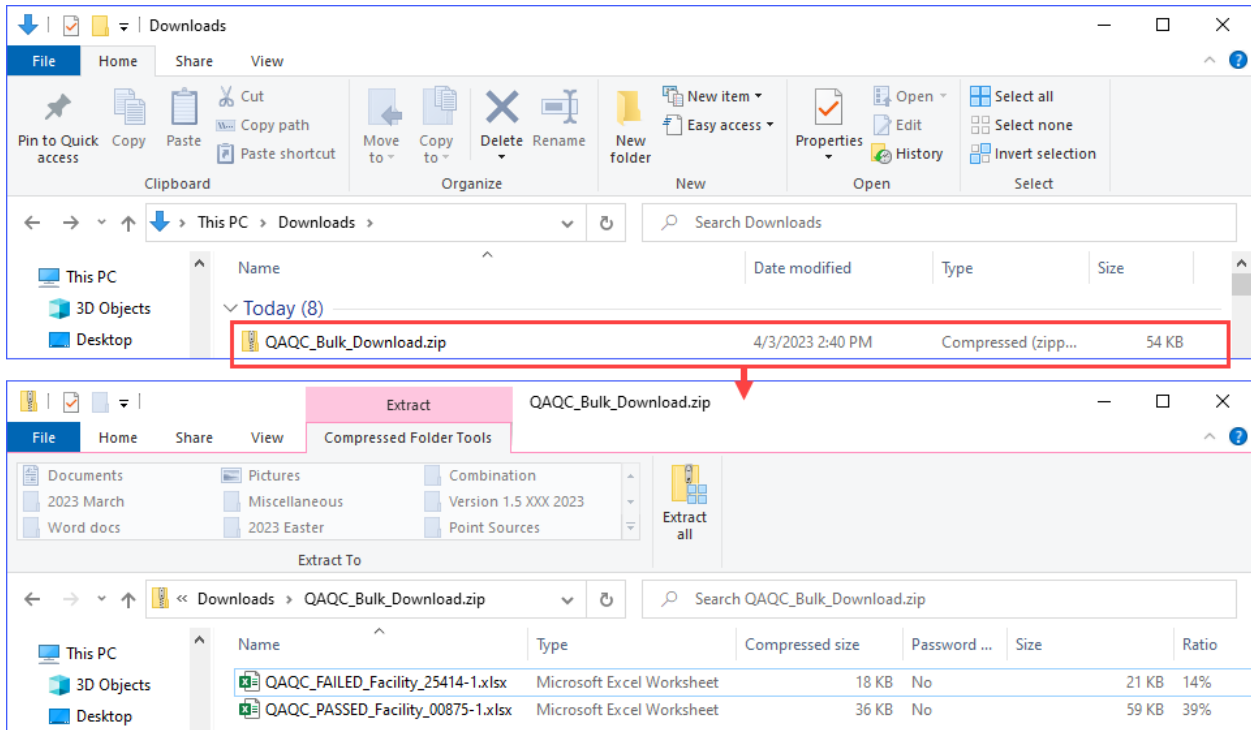 Downloads
File Home Share View
Pin to Quick access Copy Paste Cut Copy path Paste shortcut Move to Copy to Delete Rename New folder New item Easy access Properties Open Edit History Select all Select none Invert selection
Clipboard Organize New Open Select
This PC > Downloads > Search Downloads
Name Date modified Type Size
This PC
3D Objects Today (8)
Desktop QAQC_Bulk_Download.zip 4/3/2023 2:40 PM Compressed (zipp... 54 KB
Extract QAQC_Bulk_Download.zip
File Home Share View Compressed Folder Tools
Documents Pictures Combination
2023 March Miscellaneous Version 1.5 XXX 2023
Word docs 2023 Easter Point Sources
Extract all
Extract To
« Downloads > QAQC_Bulk_Download.zip Search QAQC_Bulk_Download.zip
Name Type Compressed size Password ... Size Ratio
This PC
3D Objects QAQC_FAILED_Facility_25414-1.xlsx Microsoft Excel Worksheet 18 KB No 21 KB 14%
Desktop QAQC_PASSED_Facility_00875-1.xlsx Microsoft Excel Worksheet 36 KB No 59 KB 39%